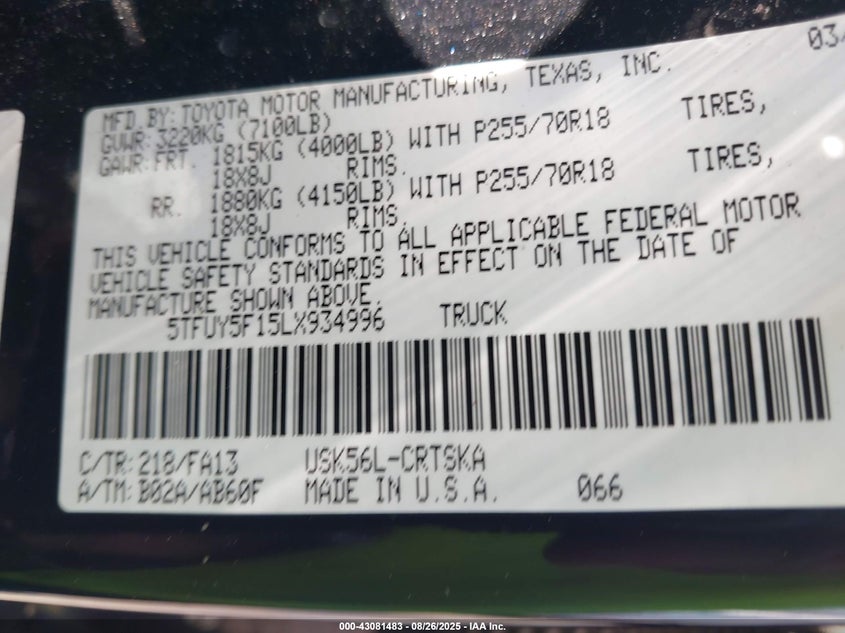 03/
MFD. BY: TOYOTA MOTOR MANUFACTURING, TEXAS, INC.
GVWR: 3220KG (7100LB)
GAWR: FRT. 1815KG (4000LB) WITH P255/70R18 TIRES,
18X8J RIMS.
RR. 1880KG (4150LB) WITH P255/70R18 TIRES,
18X8J RIMS.
THIS VEHICLE CONFORMS TO ALL APPLICABLE FEDERAL MOTOR
VEHICLE SAFETY STANDARDS IN EFFECT ON THE DATE OF
MANUFACTURE SHOWN ABOVE.
5TFUY5F15LX934996 TRUCK
C/TR: 218/FA13 USK56L-CRTSKA
A/TM: B02A/AB60F MADE IN U.S.A. 066
000-43081483 - 08/26/2025 - IAA Inc.